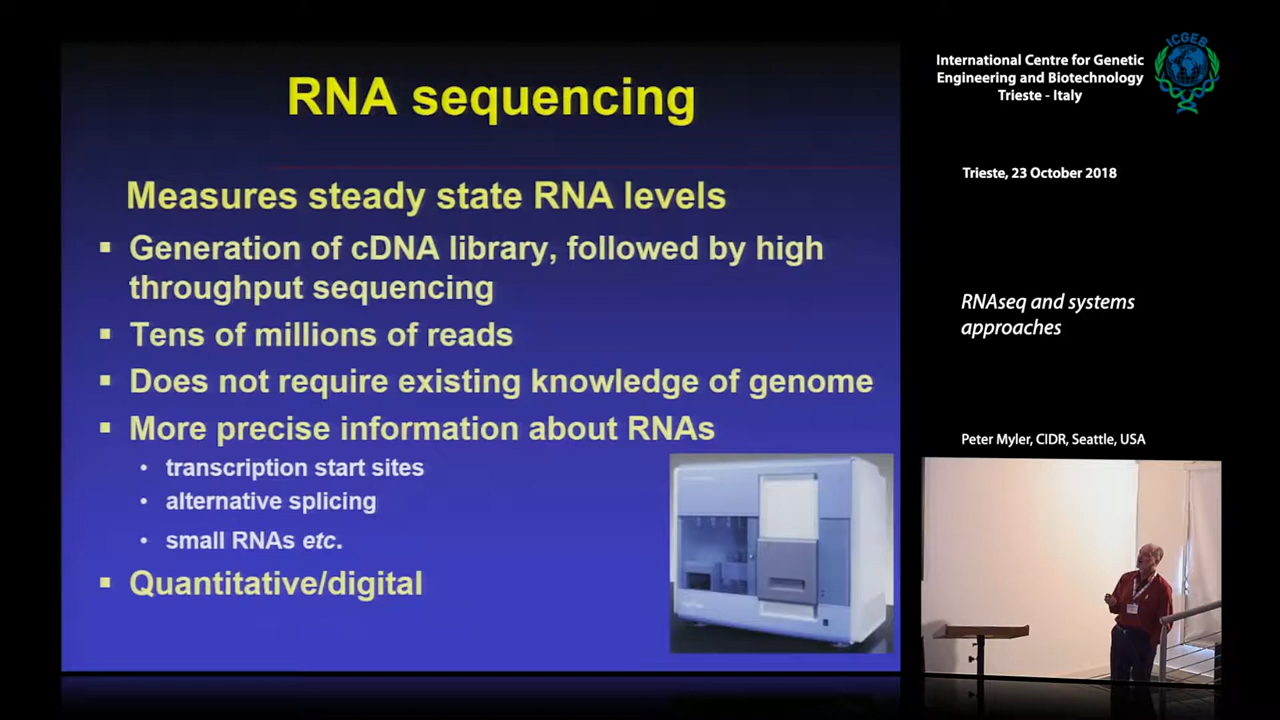 RNA sequencing
Measures steady state RNA levels
▪ Generation of cDNA library, followed by high
throughput sequencing
▪ Tens of millions of reads
▪ Does not require existing knowledge of genome
▪ More precise information about RNAs
• transcription start sites
• alternative splicing
• small RNAs etc.
▪ Quantitative/digital
International Centre for Genetic
Engineering and Biotechnology
Trieste - Italy
ICGEB
Trieste, 23 October 2018
RNAseq and systems
approaches
Peter Myler, CIDR, Seattle, USA